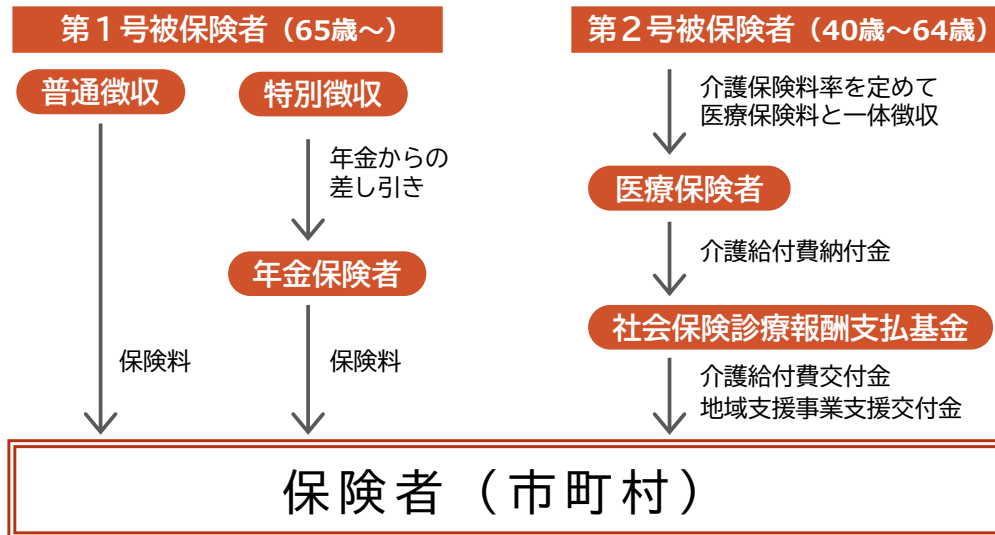 第1号被保険者（65歳～）
普通徴収
特別徴収
年金からの
差し引き
年金保険者
保険料
保険料
第2号被保険者（40歳～64歳）
介護保険料率を定めて
医療保険料と一体徴収
医療保険者
介護給付費納付金
社会保険診療報酬支払基金
介護給付費交付金
地域支援事業支援交付金
保険者（市町村）